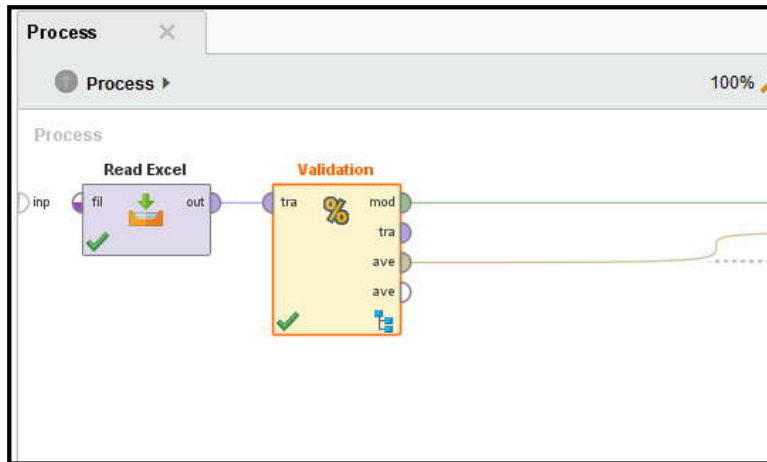 Process
Process
100%
Process
Read Excel
Validation
inp
fil
out
tra
mod
tra
ave
ave